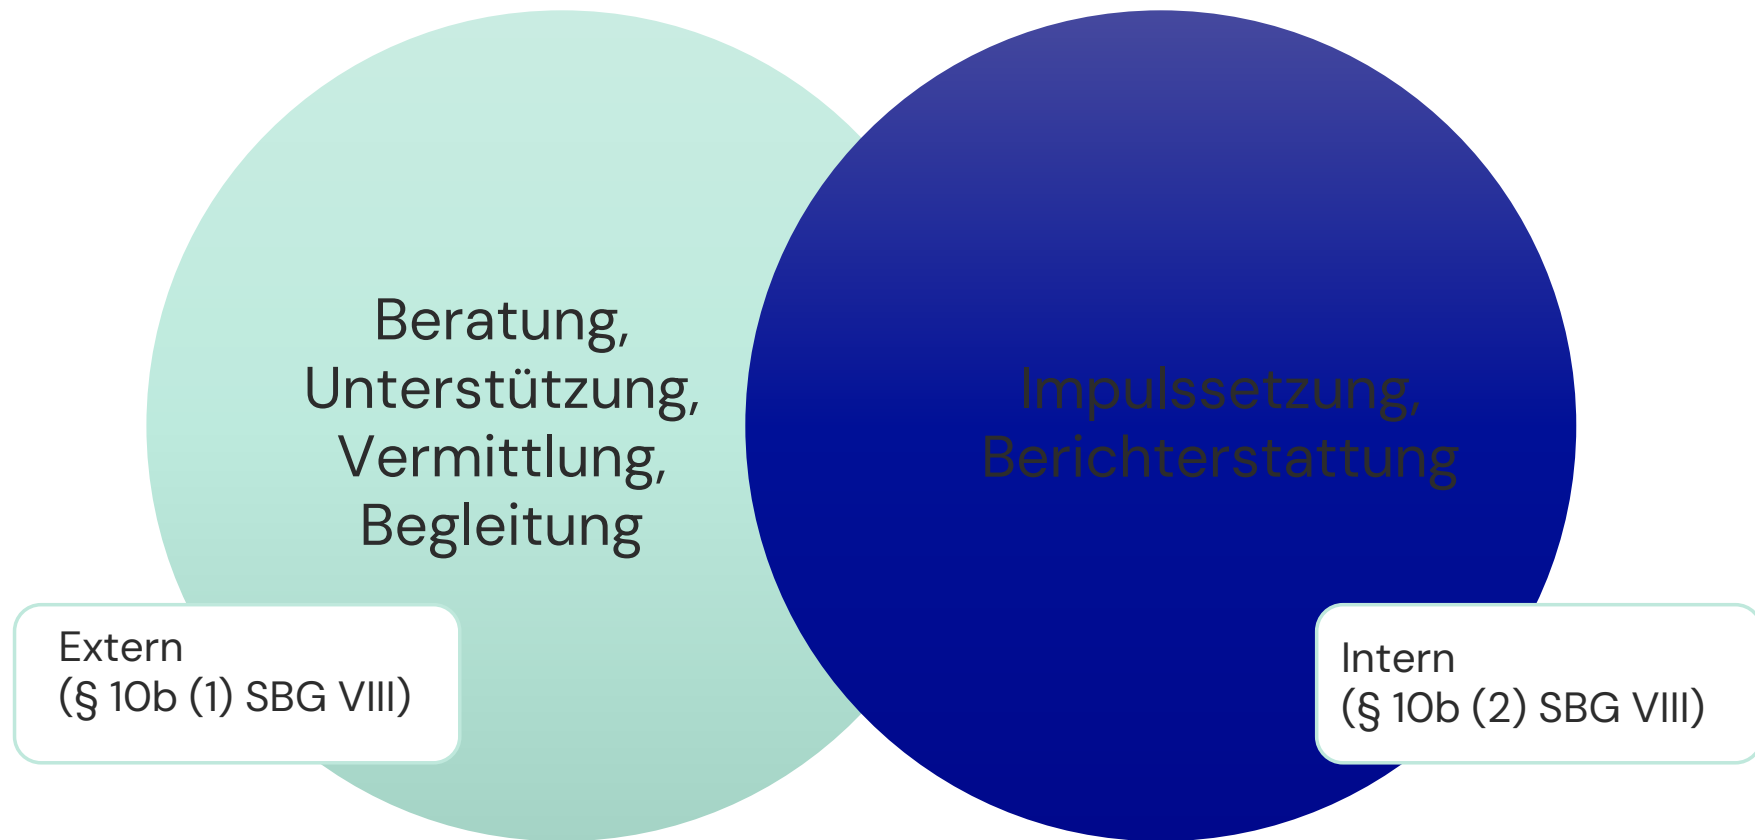 Beratung,
Unterstützung,
Vermittlung,
Begleitung
Impulssetzung,
Berichterstattung
Extern
(§ 10b (1) SBG VIII)
Intern
(§ 10b (2) SBG VIII)